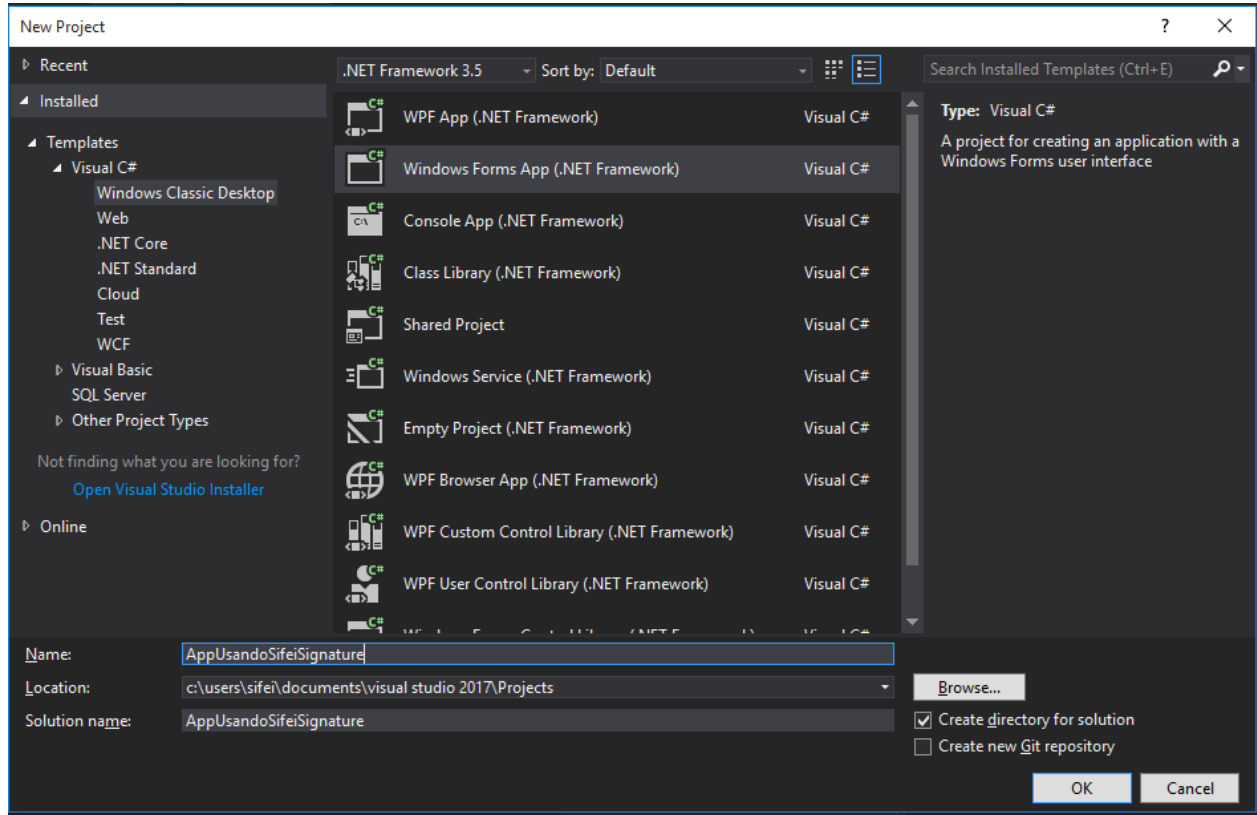 New Project
?
Recent
Installed
Templates
Visual C#
Windows Classic Desktop
Web
.NET Core
.NET Standard
Cloud
Test
WCF
Visual Basic
SQL Server
Other Project Types
Not finding what you are looking for?
Open Visual Studio Installer
Online
.NET Framework 3.5 Sort by: Default
WPF App (.NET Framework) Visual C#
Windows Forms App (.NET Framework) Visual C#
Console App (.NET Framework) Visual C#
Class Library (.NET Framework) Visual C#
Shared Project Visual C#
Windows Service (.NET Framework) Visual C#
Empty Project (.NET Framework) Visual C#
WPF Browser App (.NET Framework) Visual C#
WPF Custom Control Library (.NET Framework) Visual C#
WPF User Control Library (.NET Framework) Visual C#
Search Installed Templates (Ctrl+E)
Type: Visual C#
A project for creating an application with a
Windows Forms user interface
Name: AppUsandoSifeiSignature
Location: c:\users\sifei\documents\visual studio 2017\Projects
Browse...
Solution name: AppUsandoSifeiSignature
Create directory for solution
Create new Git repository
OK Cancel